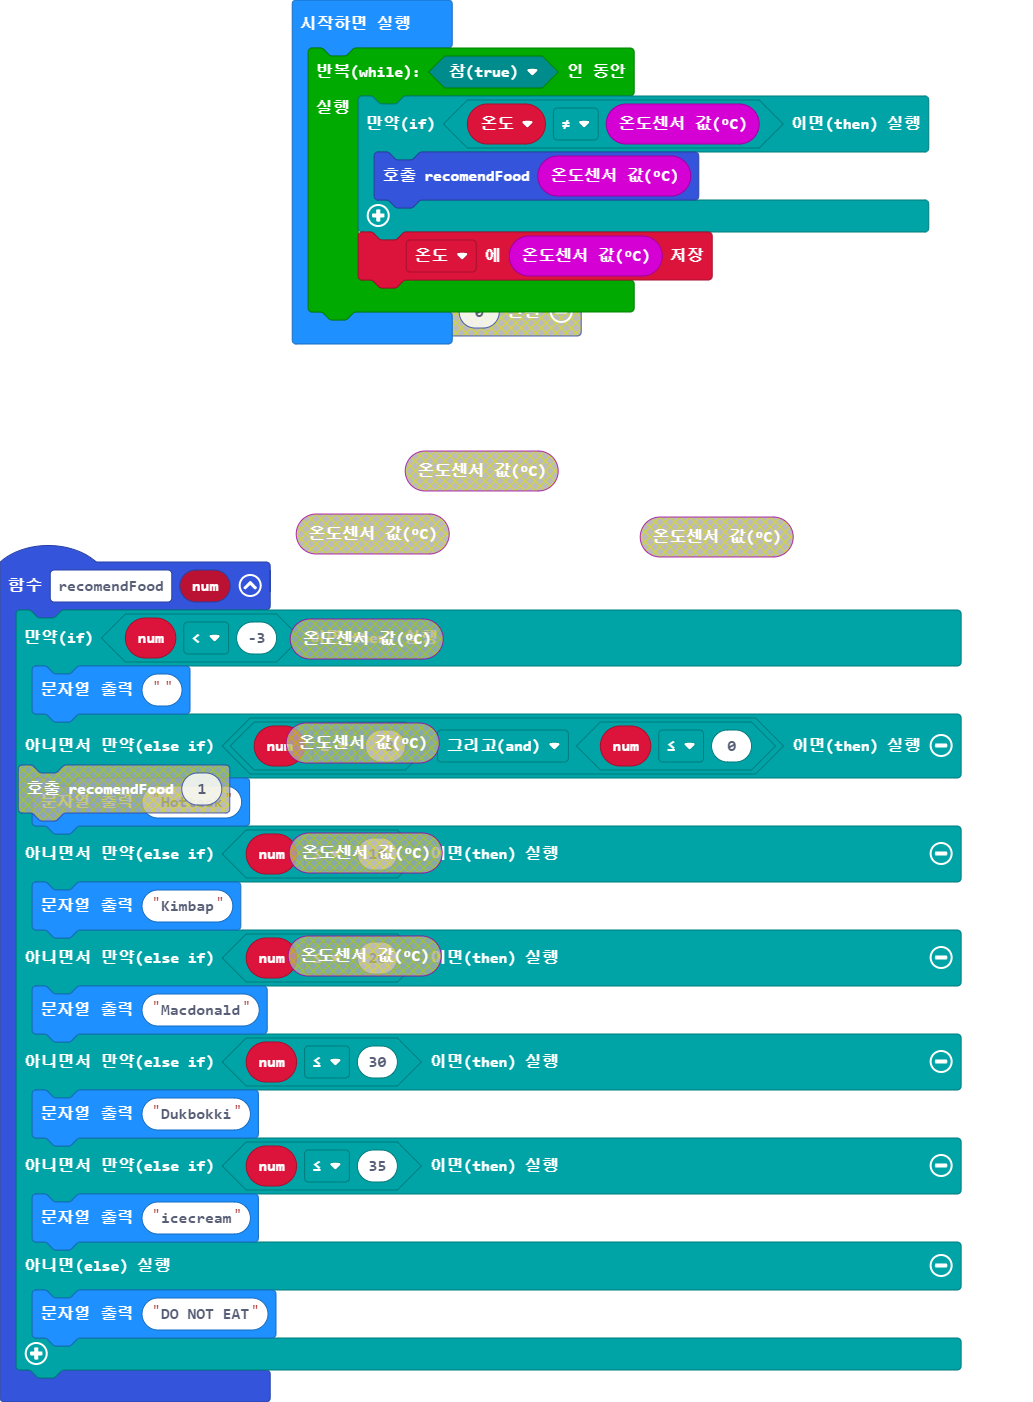 시작하면 실행
반복(while): 참(true) 인 동안
실행
만약(if) 온도 ≠ 온도센서 값(ºC) 이면(then) 실행
호출 recomendFood 온도센서 값(ºC)
온도 에 온도센서 값(ºC) 저장
온도센서 값(ºC)
온도센서 값(ºC) 온도센서 값(ºC)
함수 recomendFood num
만약(if) num < -3 온도센서 값(ºC)
문자열 출력 " "
아니면서 만약(else if) num 온도센서 값(ºC) 그리고(and) num ≤ 0 이면(then) 실행
호출 recomendFood 1
아니면서 만약(else if) num 온도센서 값(ºC) 이면(then) 실행
문자열 출력 "Kimbap"
아니면서 만약(else if) num 온도센서 값(ºC) 이면(then) 실행
문자열 출력 "Macdonald"
아니면서 만약(else if) num ≤ 30 이면(then) 실행
문자열 출력 "Dukbokki"
아니면서 만약(else if) num ≤ 35 이면(then) 실행
문자열 출력 "icecream"
아니면(else) 실행
문자열 출력 "DO NOT EAT"